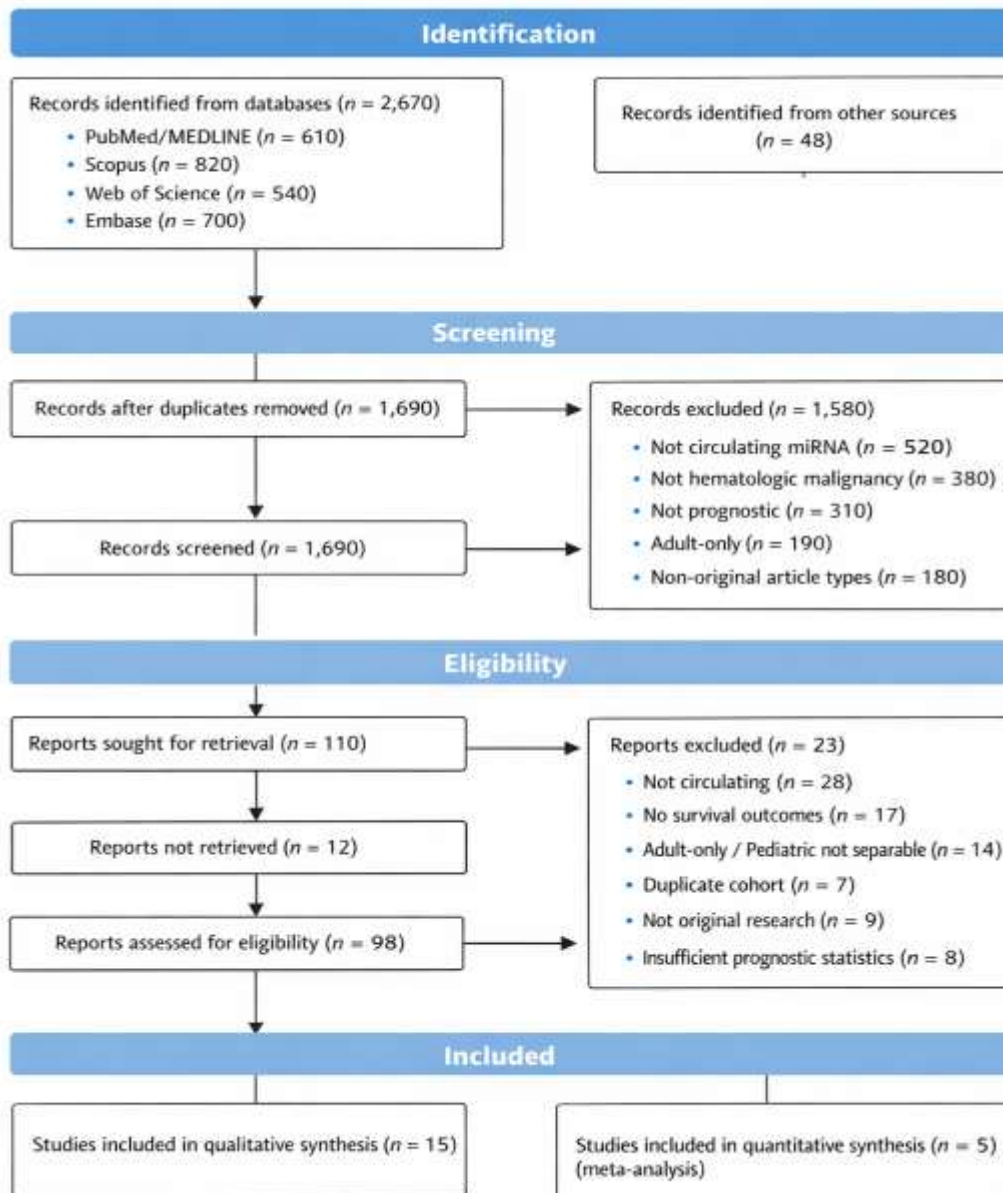 Identification
Records identified from databases (n = 2,670)
• PubMed/MEDLINE (n = 610)
• Scopus (n = 820)
• Web of Science (n = 540)
• Embase (n = 700)
Records identified from other sources
(n = 48)
Screening
Records after duplicates removed (n = 1,690)
Records screened (n = 1,690)
Records excluded (n = 1,580)
• Not circulating miRNA (n = 520)
• Not hematologic malignancy (n = 380)
• Not prognostic (n = 310)
• Adult-only (n = 190)
• Non-original article types (n = 180)
Eligibility
Reports sought for retrieval (n = 110)
Reports not retrieved (n = 12)
Reports assessed for eligibility (n = 98)
Reports excluded (n = 23)
• Not circulating (n = 28)
• No survival outcomes (n = 17)
• Adult-only / Pediatric not separable (n = 14)
• Duplicate cohort (n = 7)
• Not original research (n = 9)
• Insufficient prognostic statistics (n = 8)
Included
Studies included in qualitative synthesis (n = 15)
Studies included in quantitative synthesis (n = 5)
(meta-analysis)